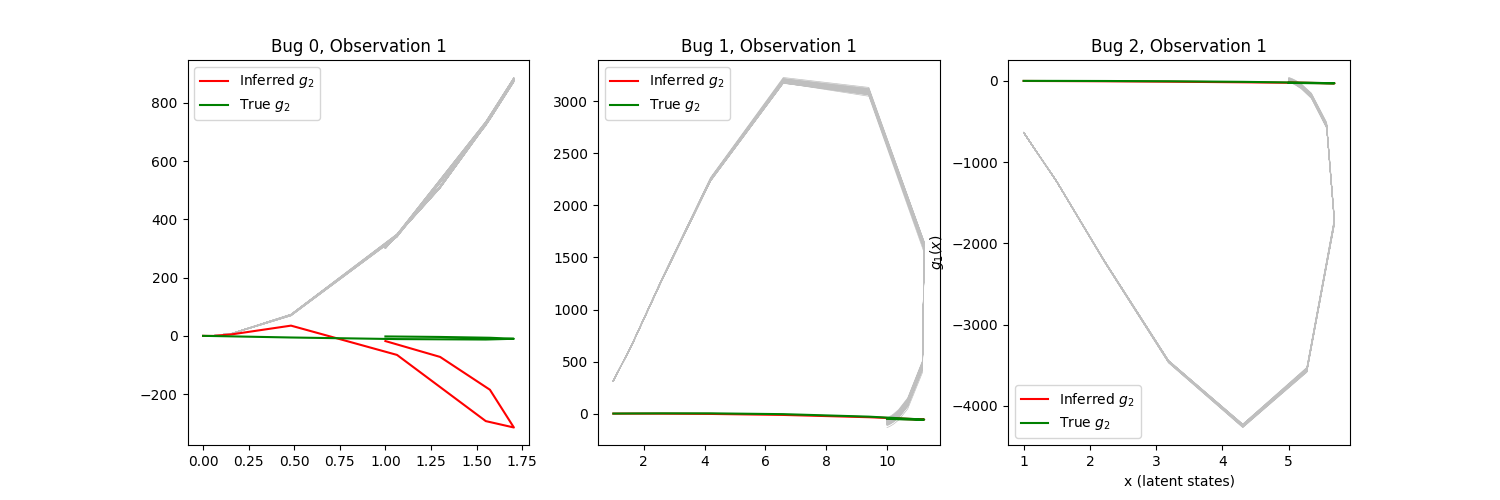 Bug 0, Observation 1
Inferred g₂
True g₂
800
600
400
200
0
−200
0.00 0.25 0.50 0.75 1.00 1.25 1.50 1.75
Bug 1, Observation 1
Inferred g₂
True g₂
3000
2500
2000
1500
1000
500
0
2 4 6 8 10
Bug 2, Observation 1
g₁(x)
0
−1000
−2000
−3000
−4000
Inferred g₂
True g₂
1 2 3 4 5
x (latent states)